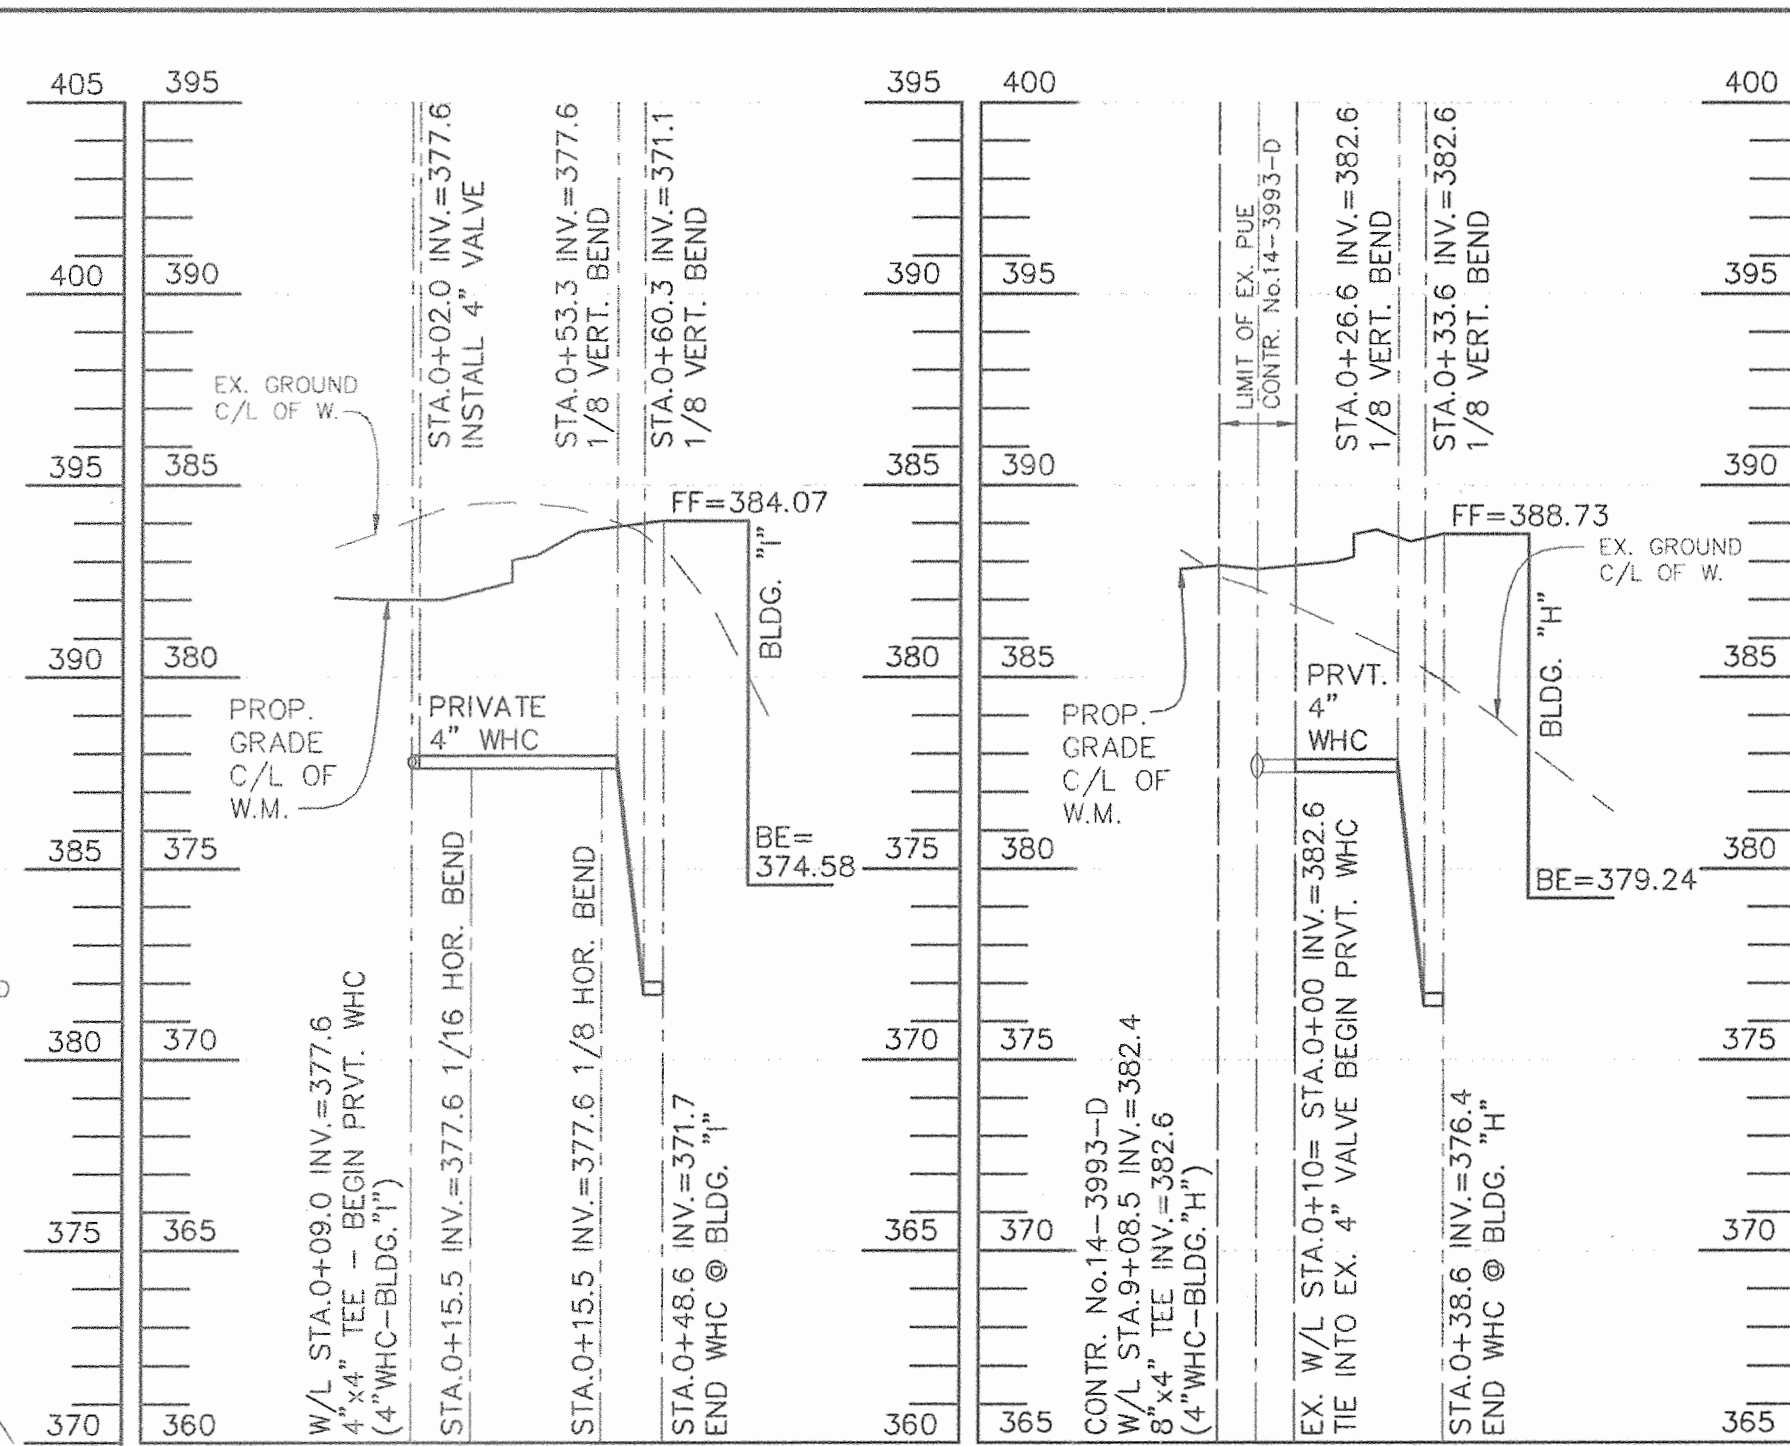 405
400
395
390
385
380
375
370
395
390
385
380
375
370
365
360
STA.0+02.0 INV.=377.6
INSTALL 4" VALVE
STA.0+53.3 INV.=377.6
1/8 VERT. BEND
STA.0+60.3 INV.=371.1
1/8 VERT. BEND
EX. GROUND
C/L OF W.
FF=384.07
BLDG. "I"
PROP.
GRADE
C/L OF
W.M.
PRIVATE
4" WHC
BE=
374.58
W/L STA.0+09.0 INV.=377.6
4"x4" TEE - BEGIN PRVT. WHC
(4"WHC-BLDG."I")
STA.0+15.5 INV.=377.6 1/16 HOR. BEND
STA.0+15.5 INV.=377.6 1/8 HOR. BEND
STA.0+48.6 INV.=371.7
END WHC @ BLDG. "I"
395
390
385
380
375
370
365
360
400
395
390
385
380
375
370
365
LIMIT OF EX. PUE
CONTR. No.14-3993-D
STA.0+26.6 INV.=382.6
1/8 VERT. BEND
STA.0+33.6 INV.=382.6
1/8 VERT. BEND
FF=388.73
EX. GROUND
C/L OF W.
BLDG. "H"
PROP.
GRADE
C/L OF
W.M.
PRVT.
4"
WHC
BE=379.24
CONTR. No.14-3993-D
W/L STA.9+08.5 INV.=382.4
8"x4" TEE INV.=382.6
(4"WHC-BLDG."H")
EX. W/L STA.0+10= STA.0+00 INV.=382.6
TIE INTO EX. 4" VALVE BEGIN PRVT. WHC
STA.0+38.6 INV.=376.4
END WHC @ BLDG. "H"
400
395
390
385
380
375
370
365